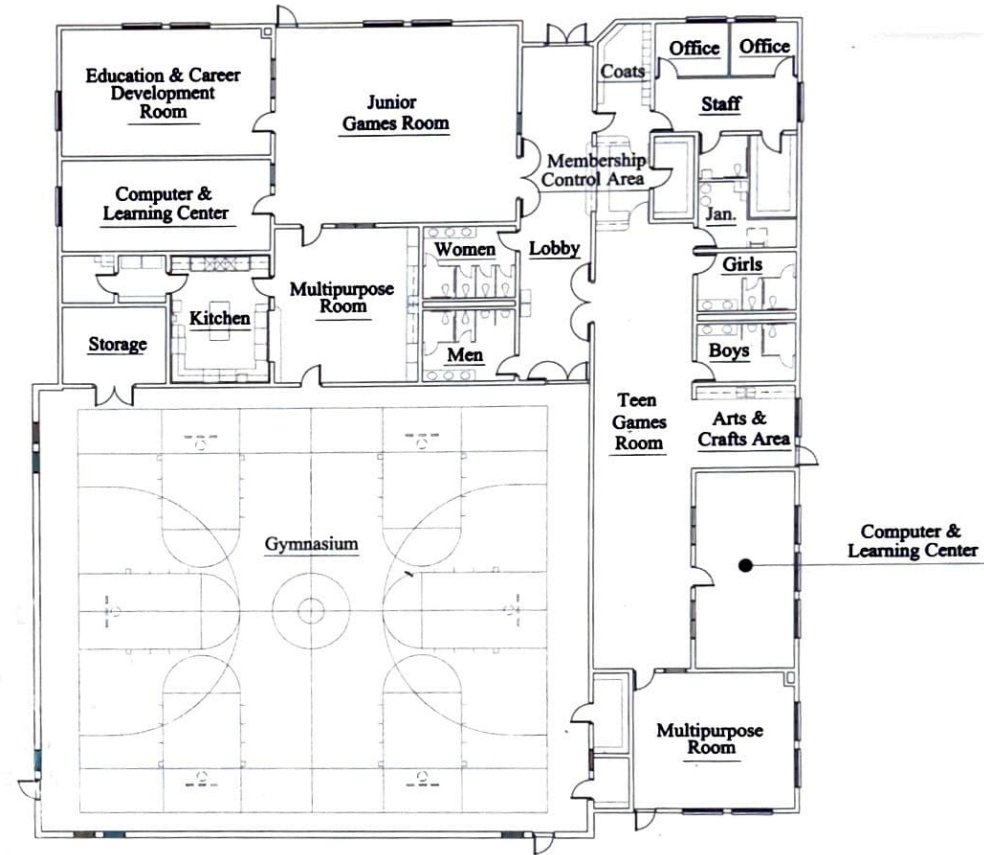 Education & Career
Development
Room
Junior
Games Room
Coats
Office
Office
Staff
Computer &
Learning Center
Membership
Control Area
Jan.
Women
Lobby
Girls
Multipurpose
Room
Kitchen
Storage
Men
Boys
Teen
Games
Room
Arts &
Crafts Area
Gymnasium
Computer &
Learning Center
Multipurpose
Room